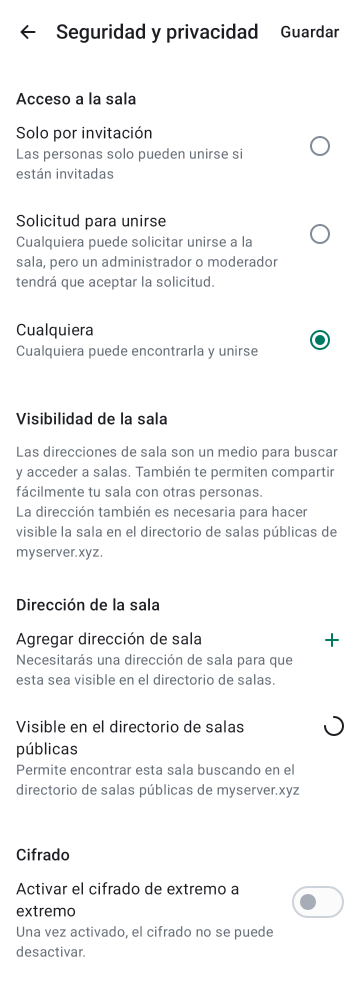 Seguridad y privacidad
Guardar
Acceso a la sala
Solo por invitación
Las personas solo pueden unirse si
están invitadas
Solicitud para unirse
Cualquiera puede solicitar unirse a la
sala, pero un administrador o moderador
tendrá que aceptar la solicitud.
Cualquiera
Cualquiera puede encontrarla y unirse
Visibilidad de la sala
Las direcciones de sala son un medio para buscar
y acceder a salas. También te permiten compartir
fácilmente tu sala con otras personas.
La dirección también es necesaria para hacer
visible la sala en el directorio de salas públicas de
myserver.xyz.
Dirección de la sala
Agregar dirección de sala
Necesitarás una dirección de sala para que
esta sea visible en el directorio de salas.
Visible en el directorio de salas
públicas
Permite encontrar esta sala buscando en el
directorio de salas públicas de myserver.xyz
Cifrado
Activar el cifrado de extremo a
extremo
Una vez activado, el cifrado no se puede
desactivar.